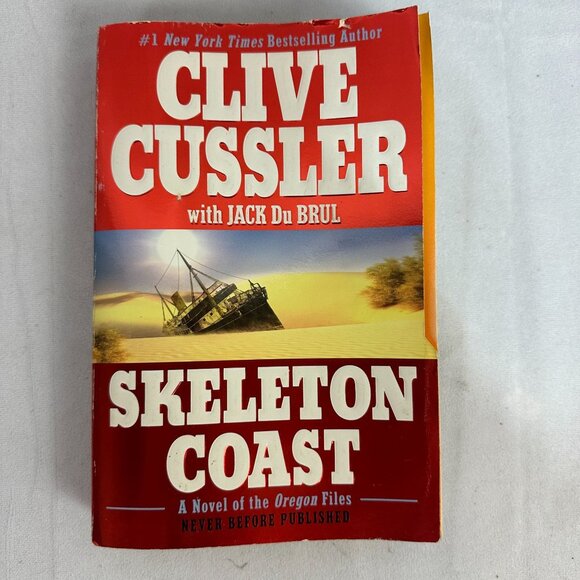 #1 New York Times Bestselling Author
CLIVE
CUSSLER
with JACK Du BRUL
SKELETON
COAST
A Novel of the Oregon Files
NEVER BEFORE PUBLISHED